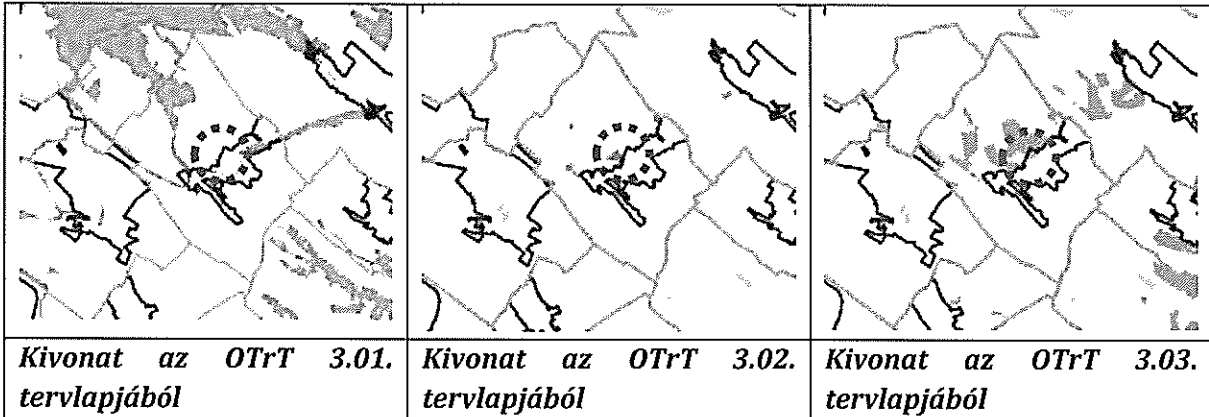 Kivonat az OTrT 3.01.
tervlapjából
Kivonat az OTrT 3.02.
tervlapjából
Kivonat az OTrT 3.03.
tervlapjából